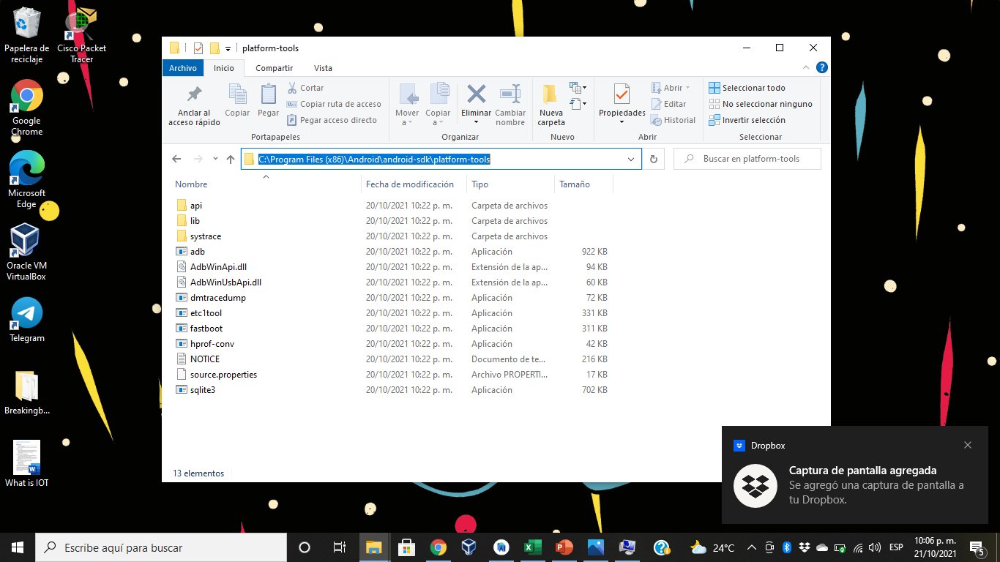 Papelera de
reciclaje
Cisco Packet
Tracer
Google
Chrome
Microsoft
Edge
Oracle VM
VirtualBox
Telegram
Breakingb...
What is IOT
platform-tools
Archivo
Inicio
Compartir
Vista
Anclar al
acceso rápido
Copiar
Pegar
Cortar
Copiar ruta de acceso
Pegar acceso directo
Portapapeles
Mover
a
Copiar
a
Eliminar
Cambiar
nombre
Organizar
Nueva
carpeta
Nuevo
Propiedades
Abrir
Editar
Historial
Abrir
Seleccionar todo
No seleccionar ninguno
Invertir selección
Seleccionar
C:\Program Files (x86)\Android\android-sdk\platform-tools
Buscar en platform-tools
Nombre Fecha de modificación Tipo Tamaño
api 20/10/2021 10:22 p. m. Carpeta de archivos
lib 20/10/2021 10:22 p. m. Carpeta de archivos
systrace 20/10/2021 10:22 p. m. Carpeta de archivos
adb 20/10/2021 10:22 p. m. Aplicación 922 KB
AdbWinApi.dll 20/10/2021 10:22 p. m. Extensión de la ap... 94 KB
AdbWinUsbApi.dll 20/10/2021 10:22 p. m. Extensión de la ap... 60 KB
dmtracedump 20/10/2021 10:22 p. m. Aplicación 72 KB
etc1tool 20/10/2021 10:22 p. m. Aplicación 331 KB
fastboot 20/10/2021 10:22 p. m. Aplicación 311 KB
hprof-conv 20/10/2021 10:22 p. m. Aplicación 42 KB
NOTICE 20/10/2021 10:22 p. m. Documento de te... 216 KB
source.properties 20/10/2021 10:22 p. m. Archivo PROPERTI... 17 KB
sqlite3 20/10/2021 10:22 p. m. Aplicación 702 KB
13 elementos
Dropbox
Captura de pantalla agregada
Se agregó una captura de pantalla a
tu Dropbox.
Escribe aquí para buscar
24°C
ESP
10:06 p. m.
21/10/2021
5